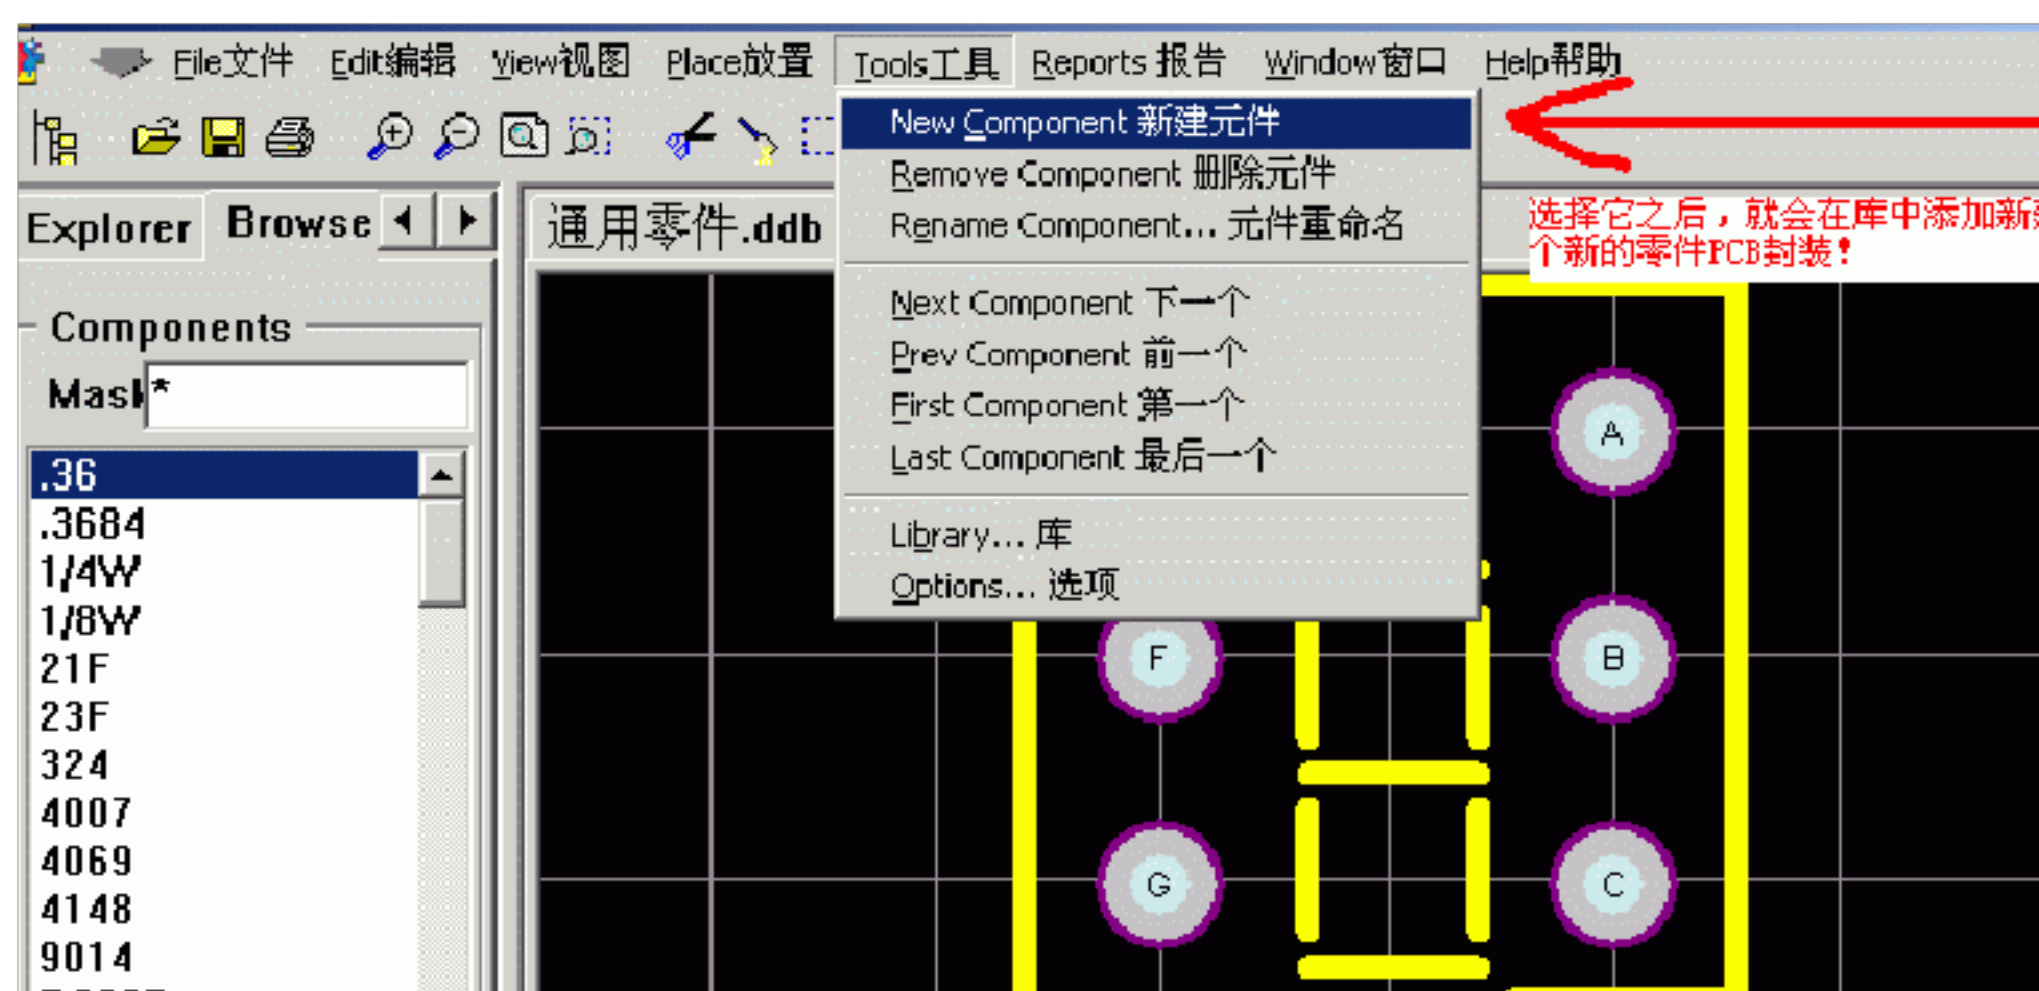 File文件 Edit编辑 View视图 Place放置 Tools工具 Reports 报告 Window窗口 Help帮助
New Component 新建元件
Remove Component 删除元件
Rename Component... 元件重命名
Next Component 下一个
Prev Component 前一个
First Component 第一个
Last Component 最后一个
Library... 库
Options... 选项
选择它之后，就会在库中添加新
个新的零件PCB封装！
Explorer Browse
通用零件.ddb
Components
Mask *
.36
.3684
1/4W
1/8W
21F
23F
324
4007
4069
4148
9014
A
F
B
G
C